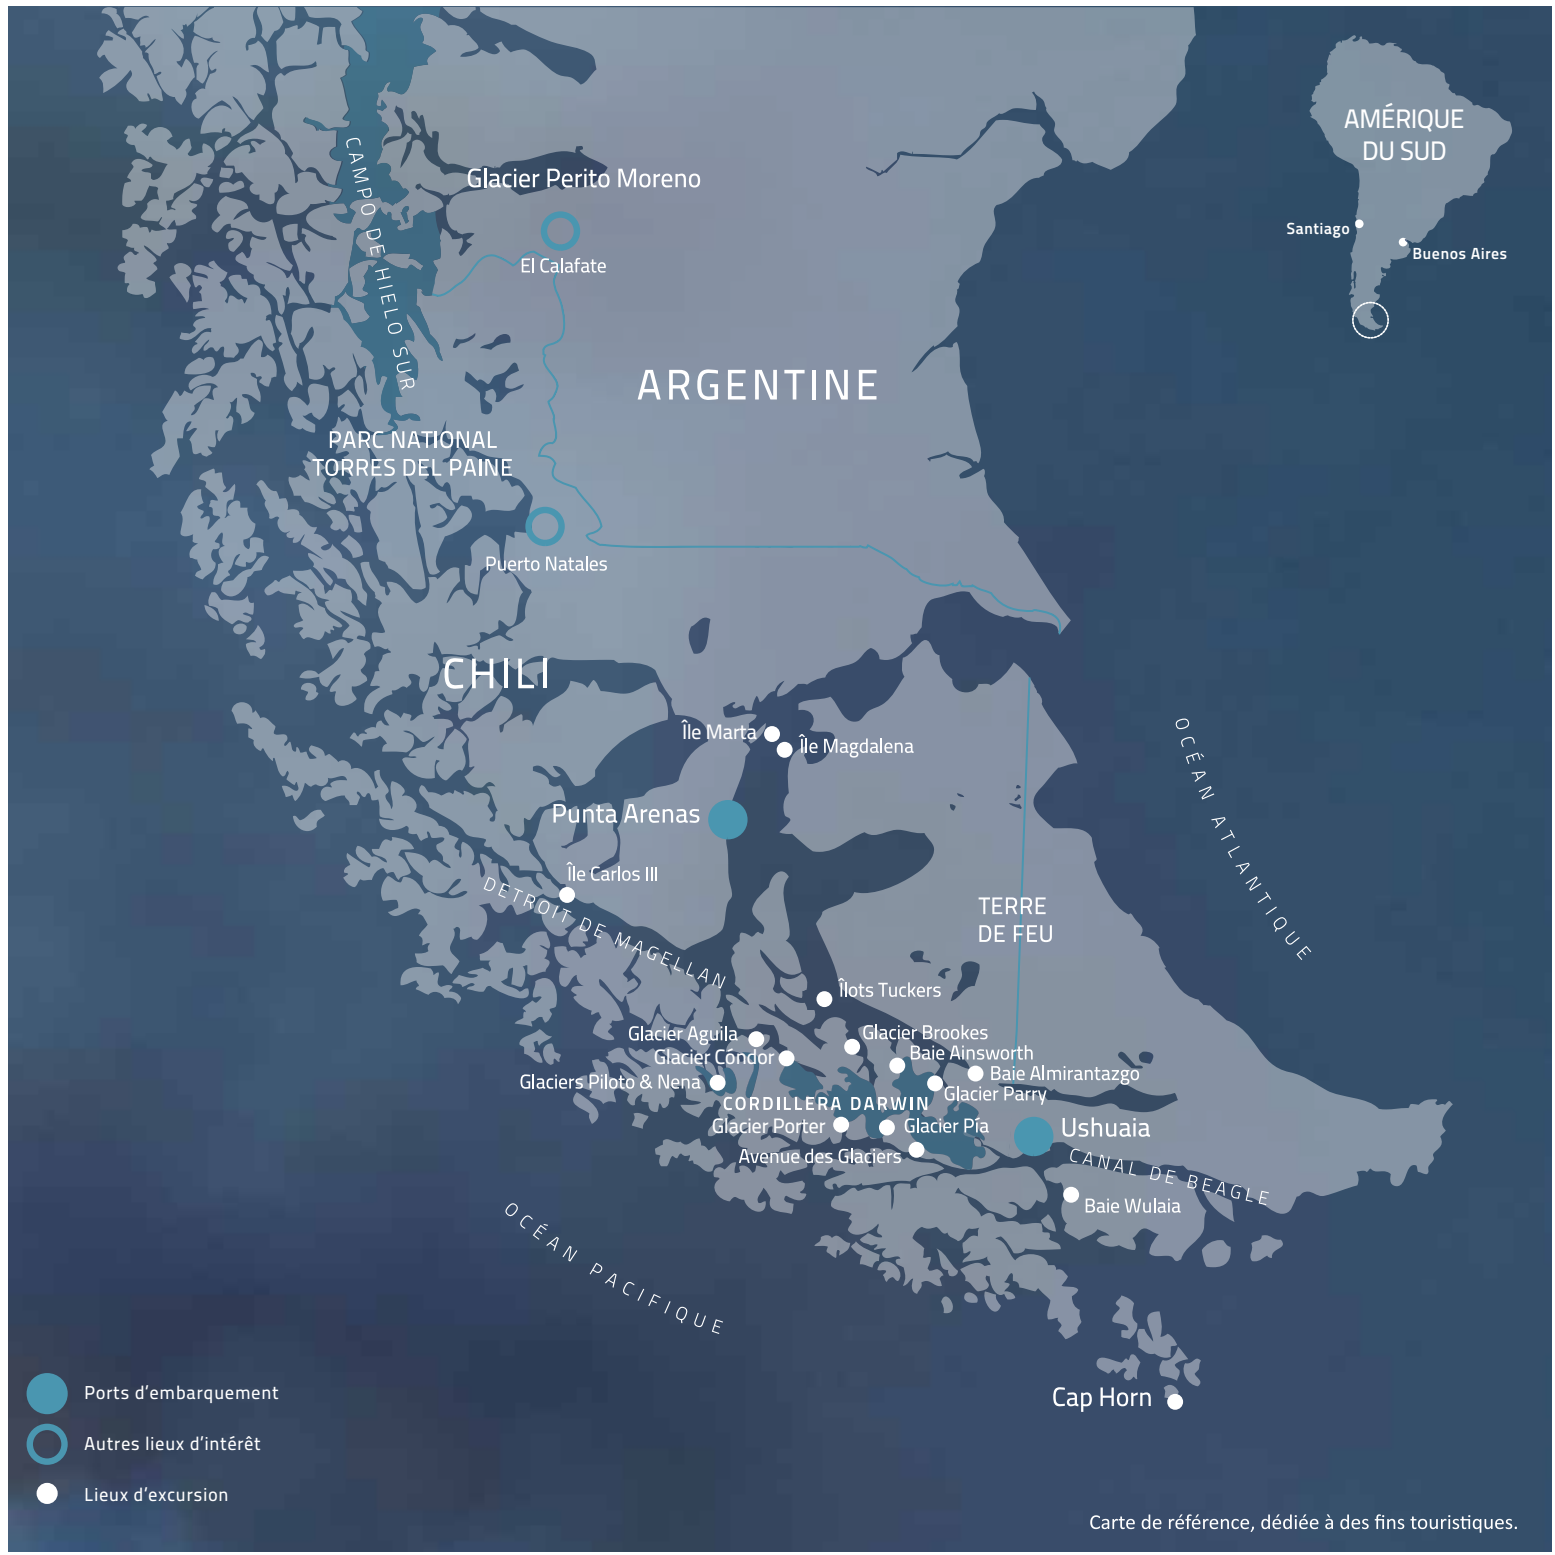 AMÉRIQUE
DU SUD
Santiago
Buenos Aires
CAMPO DE HIELO SUR
Glacier Perito Moreno
El Calafate
ARGENTINE
PARC NATIONAL
TORRES DEL PAINE
Puerto Natales
CHILI
Île Marta
Île Magdalena
OCÉAN ATLANTIQUE
Punta Arenas
Île Carlos III
DETROIT DE MAGELLAN
TERRE
DE FEU
Îlots Tuckers
Glacier Aguila
Glacier Brookes
Glacier Cóndor
Baie Ainsworth
Glaciers Piloto & Nena
Baie Almirantazgo
Glacier Parry
CORDILLERA DARWIN
Glacier Porter
Glacier Pía
Ushuaia
Avenue des Glaciers
CANAL DE BEAGLE
Baie Wulaia
OCÉAN PACIFIQUE
Cap Horn
Ports d'embarquement
Autres lieux d'intérêt
Lieux d'excursion
Carte de référence, dédiée à des fins touristiques.